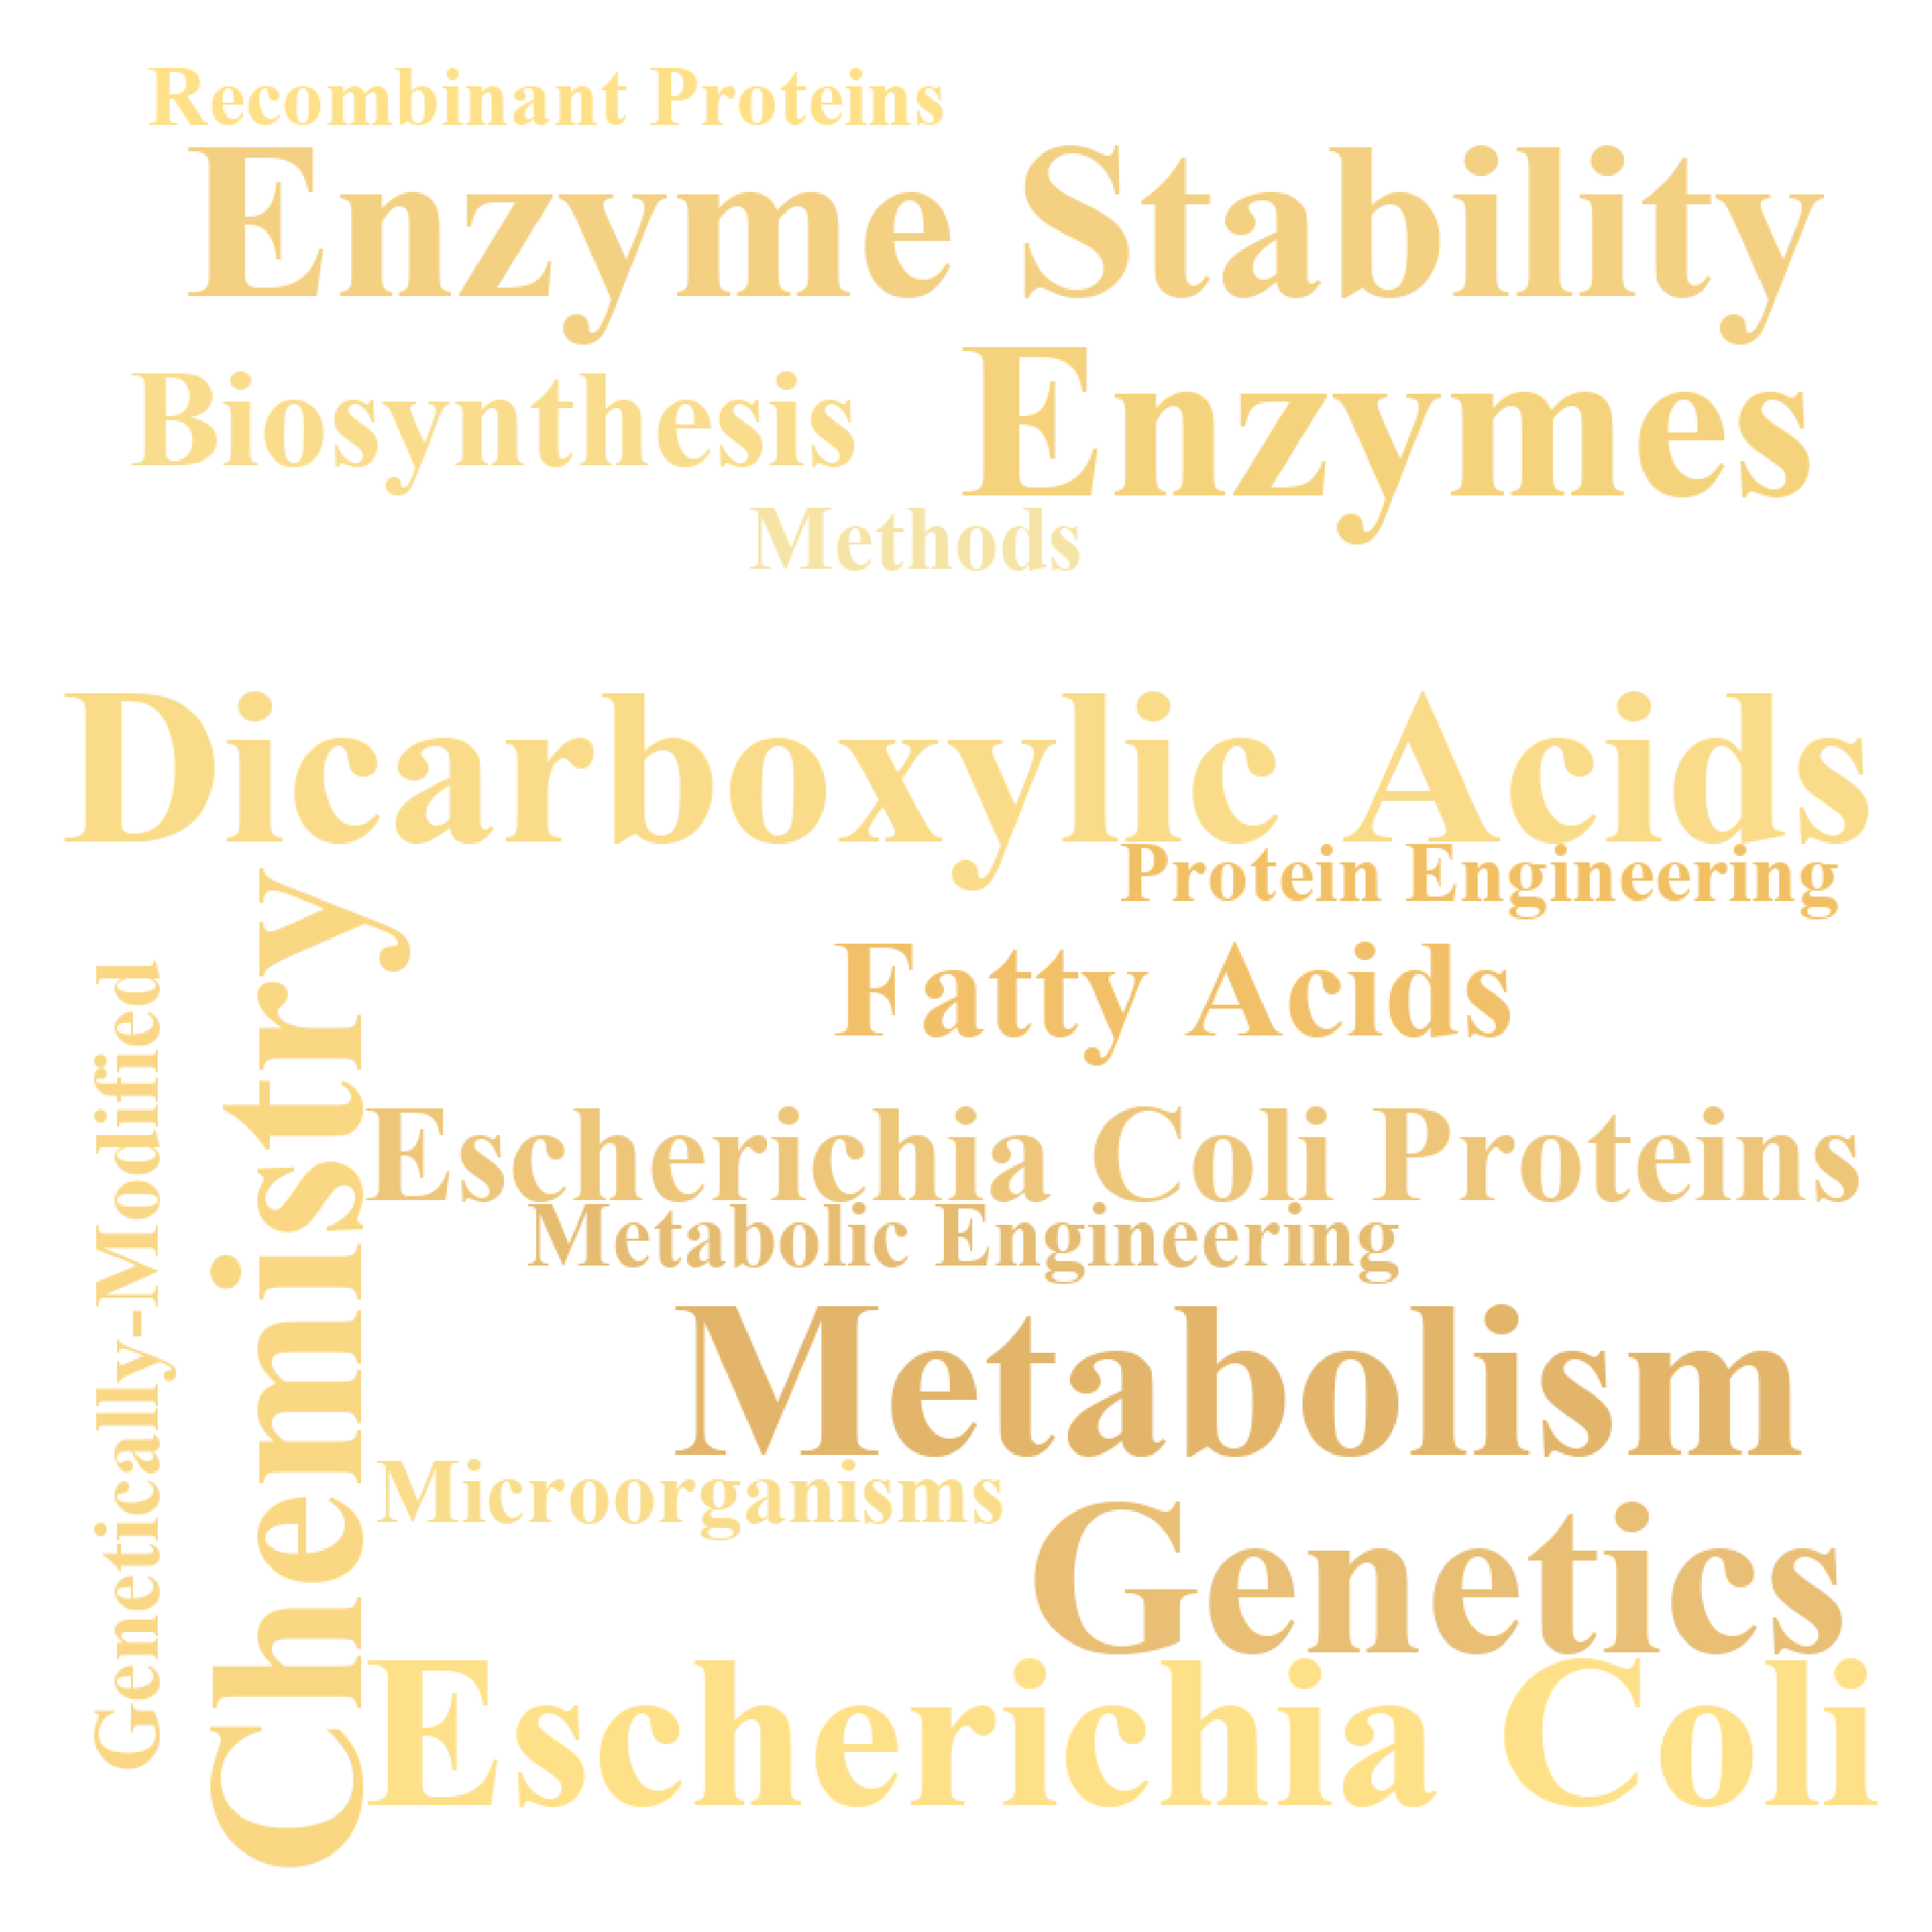 Recombinant Proteins
Enzyme Stability
Biosynthesis
Enzymes
Methods
Dicarboxylic Acids
Protein Engineering
Fatty Acids
Escherichia Coli Proteins
Metabolic Engineering
Metabolism
Microorganisms
Genetics
Escherichia Coli
Chemistry
Genetically-Modified